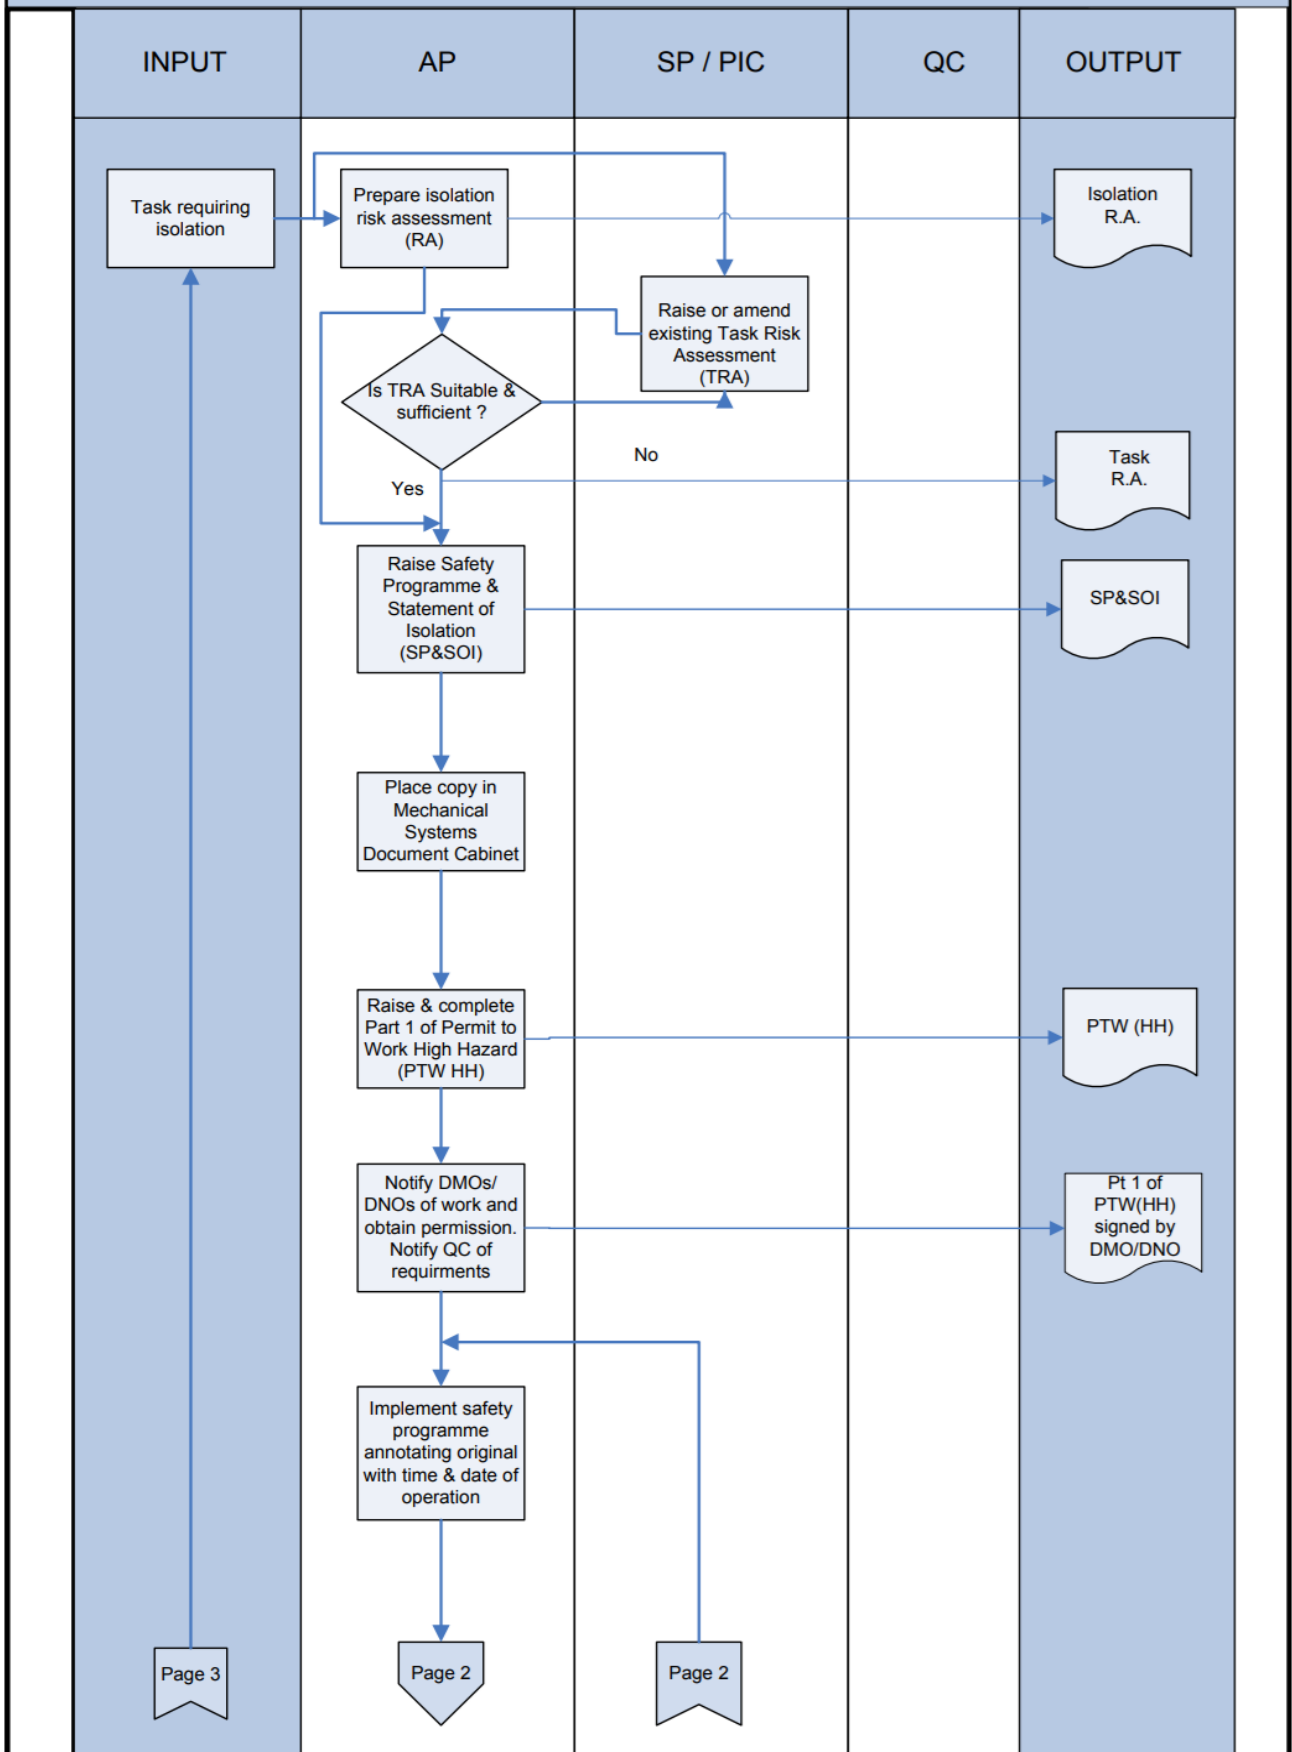 INPUT
AP
SP / PIC
QC
OUTPUT
Task requiring
isolation
Prepare isolation
risk assessment
(RA)
Isolation
R.A.
Raise or amend
existing Task Risk
Assessment
(TRA)
Is TRA Suitable &
sufficient ?
No
Yes
Task
R.A.
Raise Safety
Programme &
Statement of
Isolation
(SP&SOI)
SP&SOI
Place copy in
Mechanical
Systems
Document Cabinet
Raise & complete
Part 1 of Permit to
Work High Hazard
(PTW HH)
PTW (HH)
Notify DMOs/
DNOs of work and
obtain permission.
Notify QC of
requirments
Pt 1 of
PTW(HH)
signed by
DMO/DNO
Implement safety
programme
annotating original
with time & date of
operation
Page 3
Page 2
Page 2